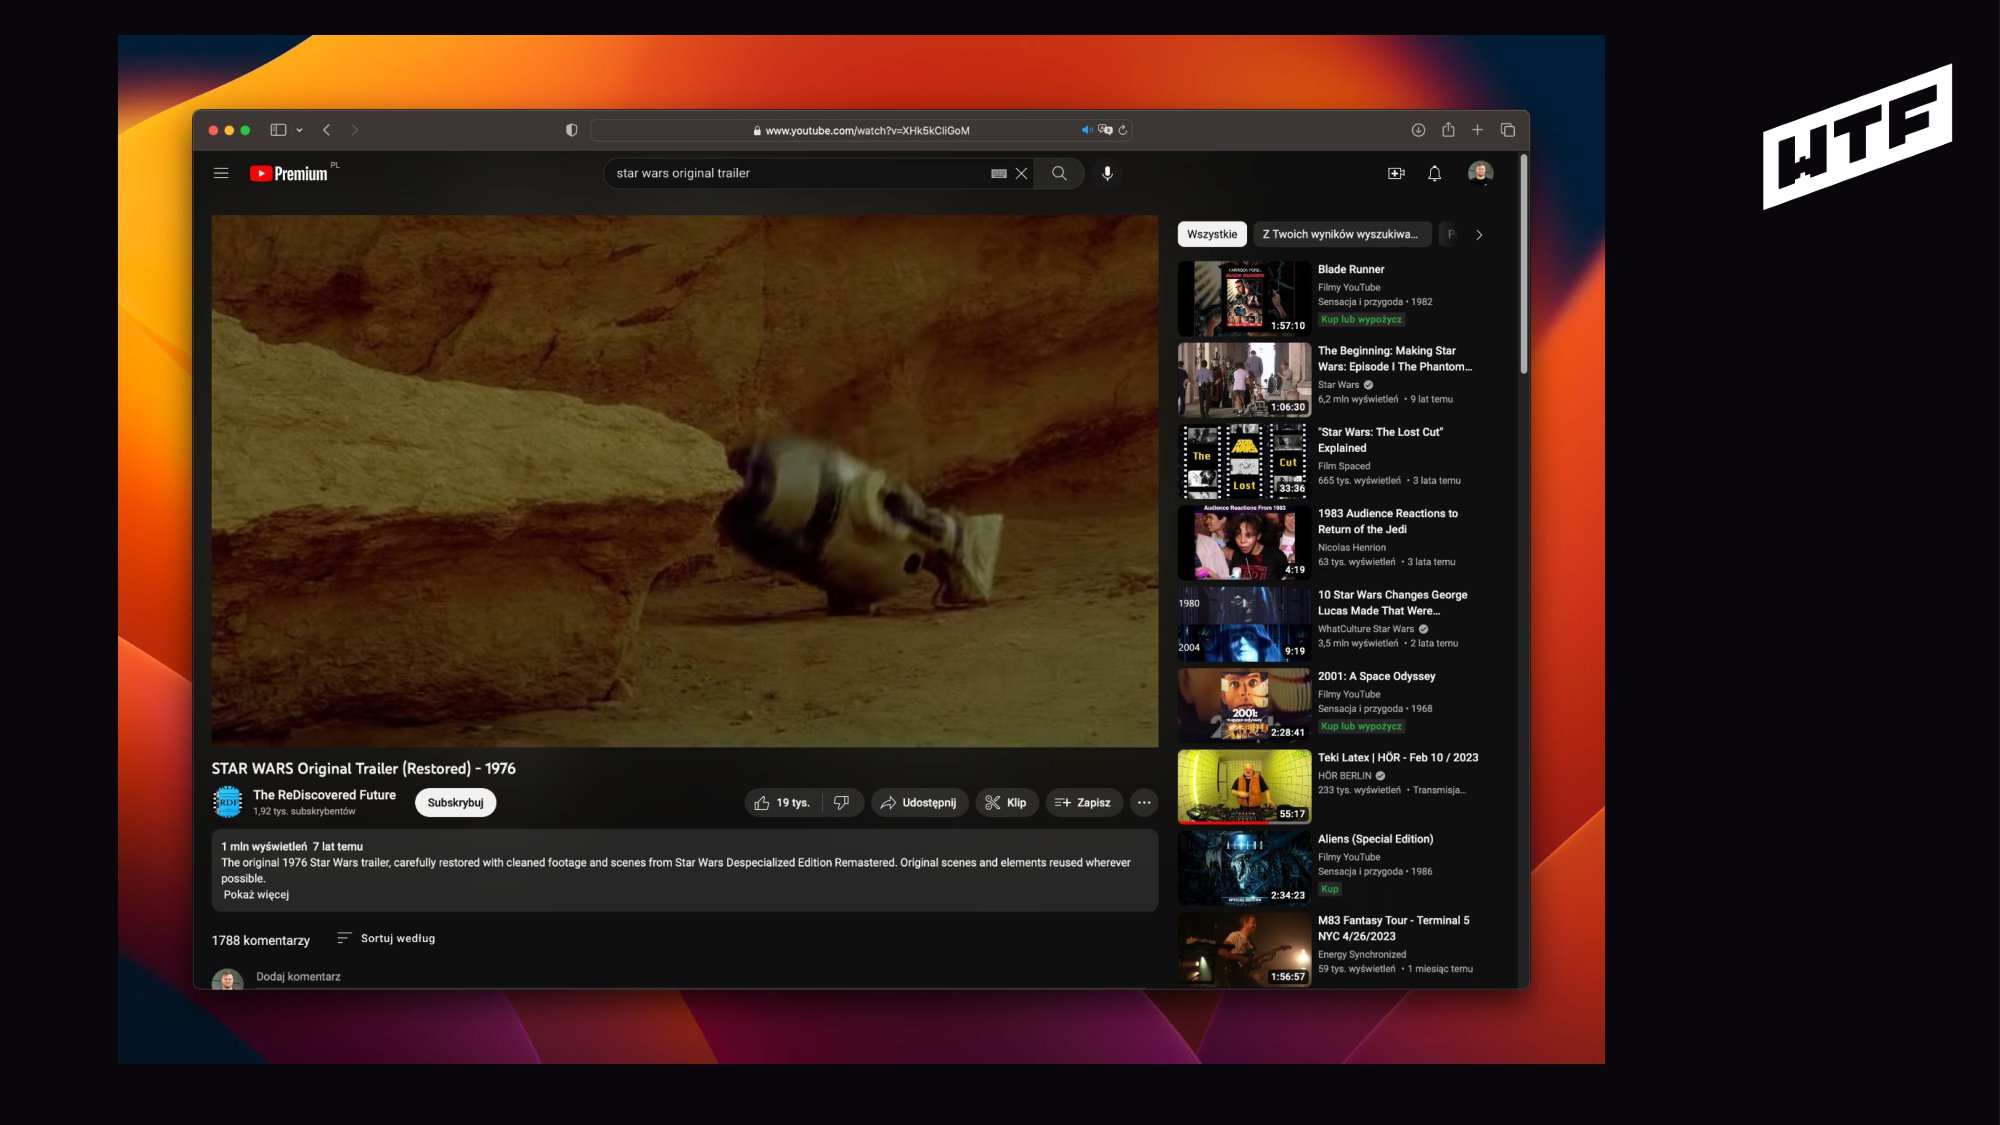 WTF
www.youtube.com/watch?v=XHk5kCliGoM
Premium PL
star wars original trailer
Wszystkie
Z Twoich wyników wyszukiwa...
Blade Runner
Filmy YouTube
Sensacja i przygoda • 1982
Kup lub wypożycz
1:57:10
The Beginning: Making Star
Wars: Episode I The Phantom...
Star Wars
6,2 mln wyświetleń • 9 lat temu
1:06:30
The
STAR WARS
Cut
Lost
33:36
"Star Wars: The Lost Cut"
Explained
Film Spaced
665 tys. wyświetleń • 3 lata temu
Audience Reactions From 1983
4:19
1983 Audience Reactions to
Return of the Jedi
Nicolas Henrion
63 tys. wyświetleń • 3 lata temu
1980
2004
9:19
10 Star Wars Changes George
Lucas Made That Were...
WhatCulture Star Wars
3,5 mln wyświetleń • 2 lata temu
2001:
2:28:41
2001: A Space Odyssey
Filmy YouTube
Sensacja i przygoda • 1968
Kup lub wypożycz
55:17
Teki Latex | HÖR - Feb 10 / 2023
HÖR BERLIN
233 tys. wyświetleń • Transmisja...
ALIENS
SPECIAL EDITION
2:34:23
Aliens (Special Edition)
Filmy YouTube
Sensacja i przygoda • 1986
Kup
1:56:57
M83 Fantasy Tour - Terminal 5
NYC 4/26/2023
Energy Synchronized
59 tys. wyświetleń • 1 miesiąc temu
STAR WARS Original Trailer (Restored) - 1976
RDF
The ReDiscovered Future
1,92 tys. subskrybentów
Subskrybuj
19 tys.
Udostępnij
Klip
Zapisz
1 mln wyświetleń 7 lat temu
The original 1976 Star Wars trailer, carefully restored with cleaned footage and scenes from Star Wars Despecialized Edition Remastered. Original scenes and elements reused wherever
possible.
Pokaż więcej
1788 komentarzy
Sortuj według
Dodaj komentarz